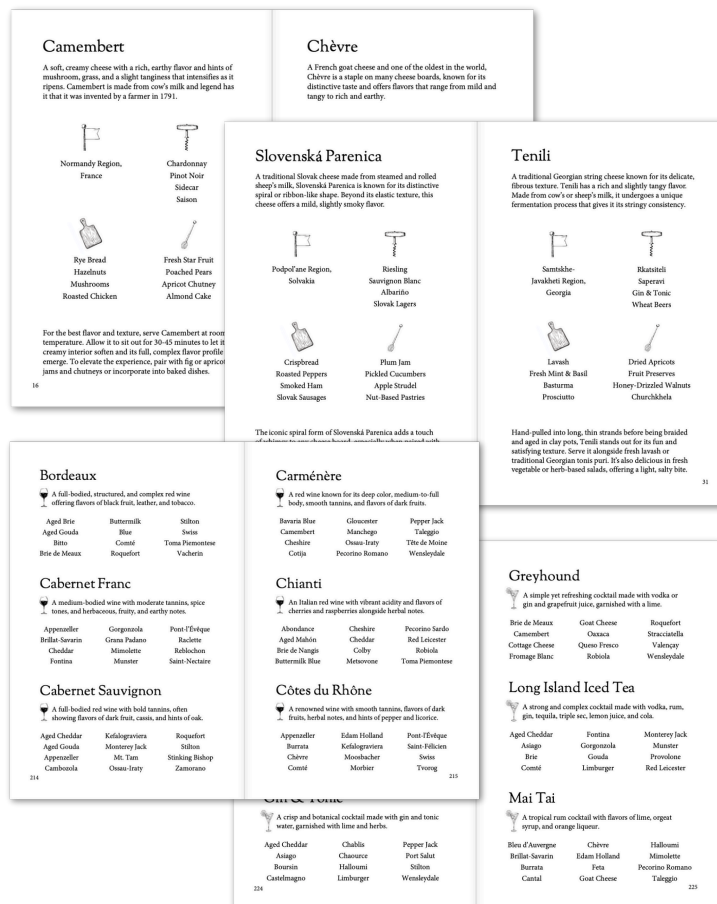 Camembert
A soft, creamy cheese with a rich, earthy flavor and hints of
mushroom, grass, and a slight tanginess that intensifies as it
ripens. Camembert is made from cow's milk and legend has
it that it was invented by a farmer in 1791.
Normandy Region,
France
Chardonnay
Pinot Noir
Sidecar
Saison
Rye Bread
Hazelnuts
Mushrooms
Roasted Chicken
Fresh Star Fruit
Poached Pears
Apricot Chutney
Almond Cake
For the best flavor and texture, serve Camembert at room
temperature. Allow it to sit out for 30-45 minutes to let it
creamy interior soften and its full, complex flavor profile
emerge. To elevate the experience, pair with fig or apricot
jams and chutneys or incorporate into baked dishes.
16
Chèvre
A French goat cheese and one of the oldest in the world,
Chèvre is a staple on many cheese boards, known for its
distinctive taste and offers flavors that range from mild and
tangy to rich and earthy.
Slovenská Parenica
A traditional Slovak cheese made from steamed and rolled
sheep's milk, Slovenská Parenica is known for its distinctive
spiral or ribbon-like shape. Beyond its elastic texture, this
cheese offers a mild, slightly smoky flavor.
Podpol'ane Region,
Solvakia
Riesling
Sauvignon Blanc
Albariño
Slovak Lagers
Crispbread
Roasted Peppers
Smoked Ham
Slovak Sausages
Plum Jam
Pickled Cucumbers
Apple Strudel
Nut-Based Pastries
The iconic spiral form of Slovenská Parenica adds a touch
of whimsy to any cheese board, especially when paired with
Tenili
A traditional Georgian string cheese known for its delicate,
fibrous texture. Tenili has a rich and slightly tangy flavor.
Made from cow's or sheep's milk, it undergoes a unique
fermentation process that gives it its stringy consistency.
Samtskhe-
Javakheti Region,
Georgia
Rkatsiteli
Saperavi
Gin & Tonic
Wheat Beers
Lavash
Fresh Mint & Basil
Basturma
Prosciutto
Dried Apricots
Fruit Preserves
Honey-Drizzled Walnuts
Churchkhela
Hand-pulled into long, thin strands before being braided
and aged in clay pots, Tenili stands out for its fun and
satisfying texture. Serve it alongside fresh lavash or
traditional Georgian tonis puri. It's also delicious in fresh
vegetable or herb-based salads, offering a light, salty bite.
31
Bordeaux
A full-bodied, structured, and complex red wine
offering flavors of black fruit, leather, and tobacco.
Aged Brie Buttermilk Stilton
Aged Gouda Blue Swiss
Bitto Comté Toma Piemontese
Brie de Meaux Roquefort Vacherin
Cabernet Franc
A medium-bodied wine with moderate tannins, spice
tones, and herbaceous, fruity, and earthy notes.
Appenzeller Gorgonzola Pont-l'Évêque
Brillat-Savarin Grana Padano Raclette
Cheddar Mimolette Reblochon
Fontina Munster Saint-Nectaire
Cabernet Sauvignon
A full-bodied red wine with bold tannins, often
showing flavors of dark fruit, cassis, and hints of oak.
Aged Cheddar Kefalograviera Roquefort
Aged Gouda Monterey Jack Stilton
Appenzeller Mt. Tam Stinking Bishop
Cambozola Ossau-Iraty Zamorano
214
Carménère
A red wine known for its deep color, medium-to-full
body, smooth tannins, and flavors of dark fruits.
Bavaria Blue Gloucester Pepper Jack
Camembert Manchego Taleggio
Cheshire Ossau-Iraty Tête de Moine
Cotija Pecorino Romano Wensleydale
Chianti
An Italian red wine with vibrant acidity and flavors of
cherries and raspberries alongside herbal notes.
Abondance Cheshire Pecorino Sardo
Aged Mahón Cheddar Red Leicester
Brie de Nangis Colby Robiola
Buttermilk Blue Metsovone Toma Piemontese
Côtes du Rhône
A renowned wine with smooth tannins, flavors of dark
fruits, herbal notes, and hints of pepper and licorice.
Appenzeller Edam Holland Pont-l'Évêque
Burrata Kefalograviera Saint-Félicien
Chèvre Moosbacher Swiss
Comté Morbier Tvorog
215
Gin & Tonic
A crisp and botanical cocktail made with gin and tonic
water, garnished with lime and herbs.
Aged Cheddar Chablis Pepper Jack
Asiago Chaource Port Salut
Boursin Halloumi Stilton
Castelmagno Limburger Wensleydale
224
Greyhound
A simple yet refreshing cocktail made with vodka or
gin and grapefruit juice, garnished with a lime.
Brie de Meaux Goat Cheese Roquefort
Camembert Oaxaca Stracciatella
Cottage Cheese Queso Fresco Valençay
Fromage Blanc Robiola Wensleydale
Long Island Iced Tea
A strong and complex cocktail made with vodka, rum,
gin, tequila, triple sec, lemon juice, and cola.
Aged Cheddar Fontina Monterey Jack
Asiago Gorgonzola Munster
Brie Gouda Provolone
Comté Limburger Red Leicester
Mai Tai
A tropical rum cocktail with flavors of lime, orgeat
syrup, and orange liqueur.
Bleu d'Auvergne Chèvre Halloumi
Brillat-Savarin Edam Holland Mimolette
Burrata Feta Pecorino Romano
Cantal Goat Cheese Taleggio
225